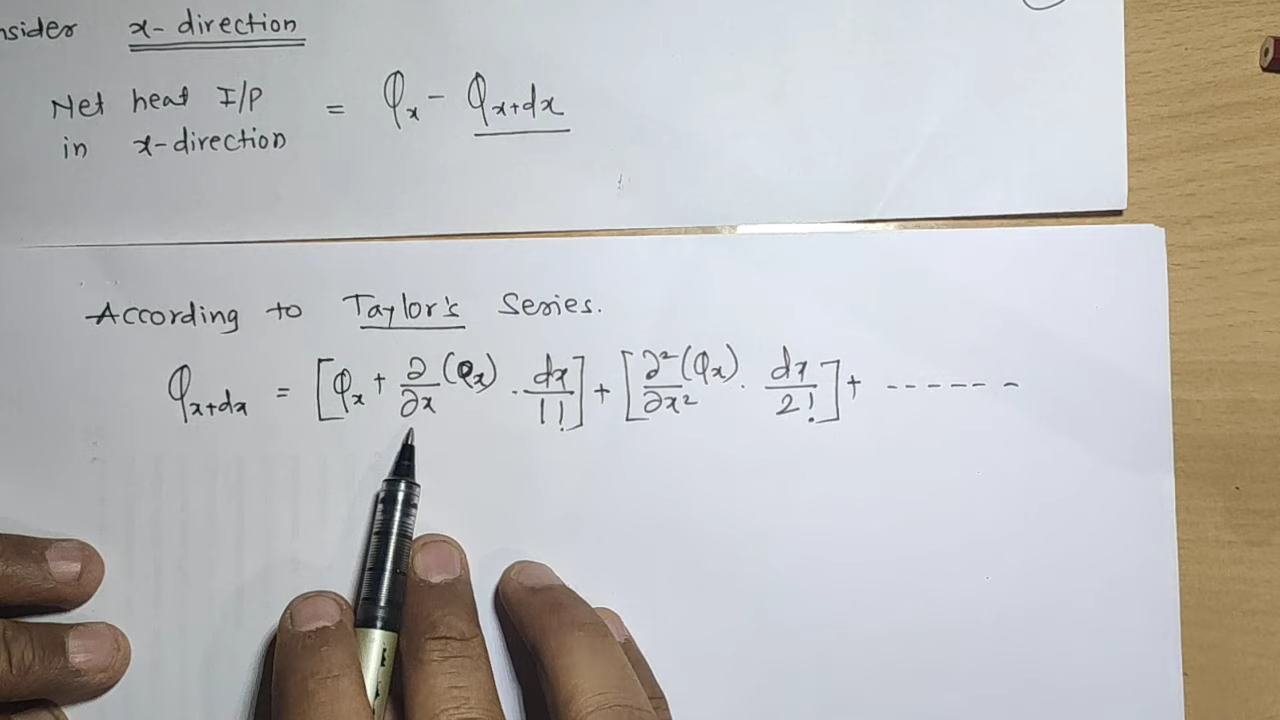 nsider x-direction
Net heat I/P = Qx - Qx+dx
in x-direction
According to Taylor's Series.
Qx+dx = [Qx + ∂/∂x (Qx) . dx/1!] + [∂²(Qx)/∂x² . dx/2!] + ------